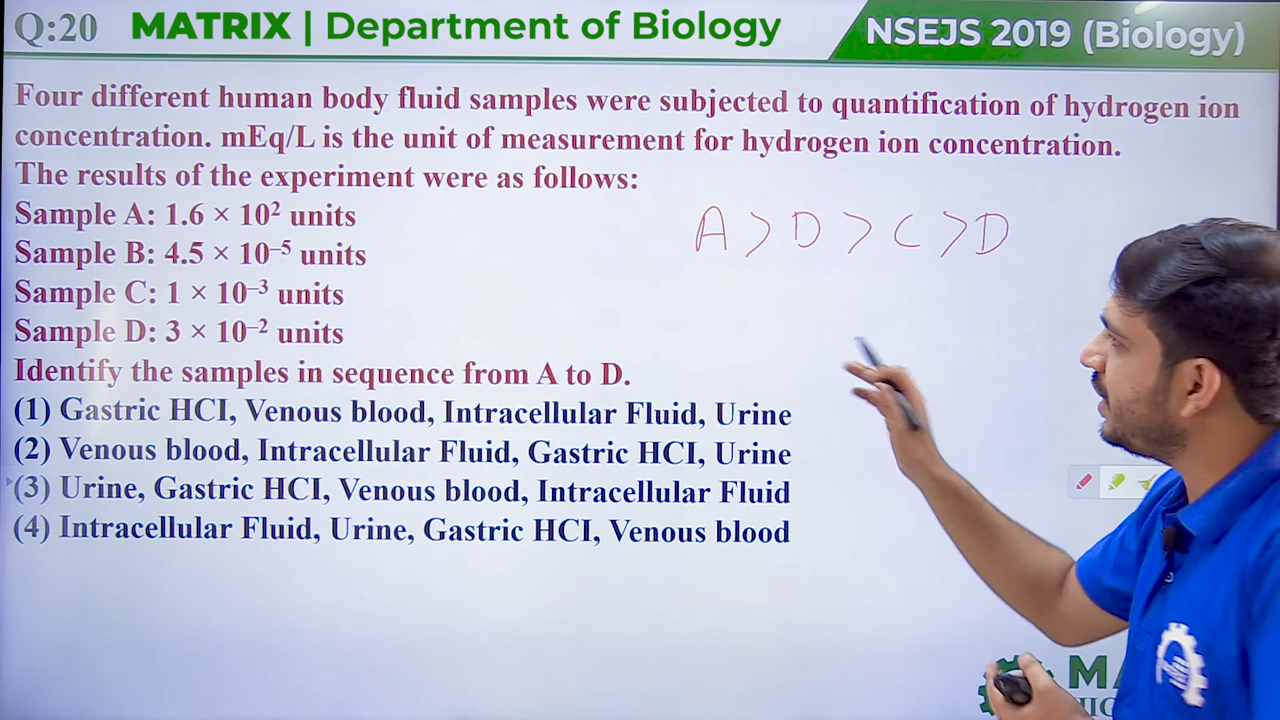 Q:20 MATRIX | Department of Biology NSEJS 2019 (Biology)
Four different human body fluid samples were subjected to quantification of hydrogen ion
concentration. mEq/L is the unit of measurement for hydrogen ion concentration.
The results of the experiment were as follows:
Sample A: 1.6 × 10² units
A > D > C > D
Sample B: 4.5 × 10⁻⁵ units
Sample C: 1 × 10⁻³ units
Sample D: 3 × 10⁻² units
Identify the samples in sequence from A to D.
(1) Gastric HCI, Venous blood, Intracellular Fluid, Urine
(2) Venous blood, Intracellular Fluid, Gastric HCI, Urine
(3) Urine, Gastric HCI, Venous blood, Intracellular Fluid
(4) Intracellular Fluid, Urine, Gastric HCI, Venous blood